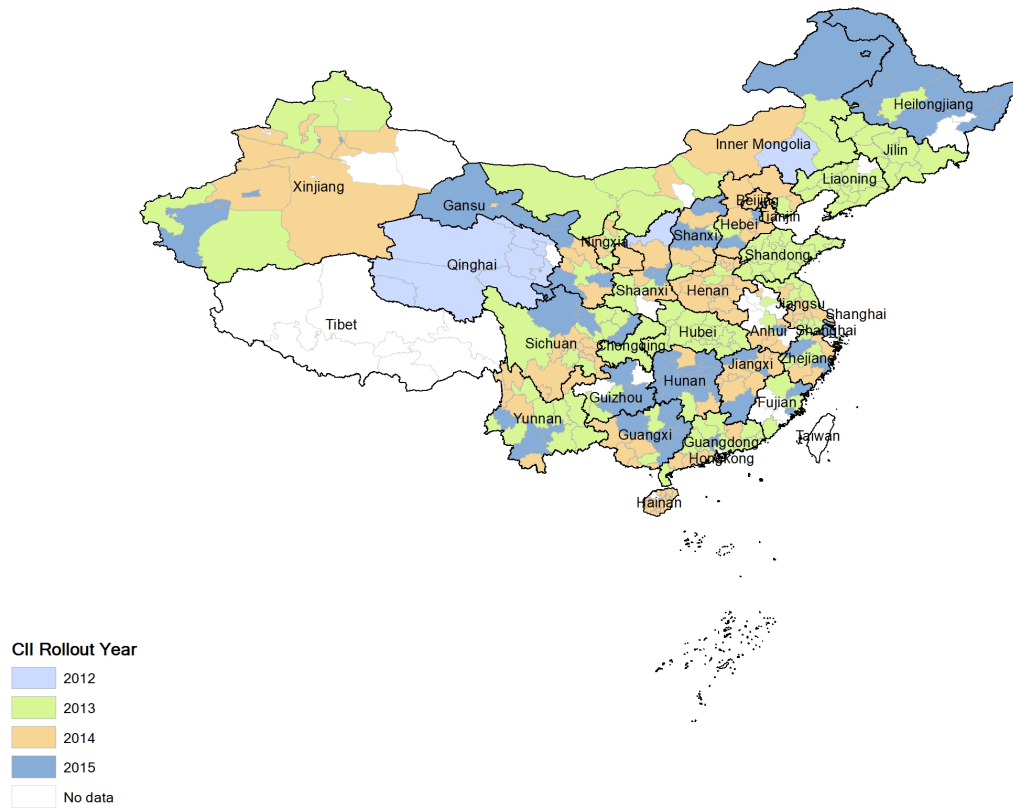 Heilongjiang
Inner Mongolia
Jilin
Liaoning
Xinjiang
Gansu
Beijing
Tianjin
Hebei
Shanxi
Ningxia
Shandong
Qinghai
Shaanxi
Henan
Jiangsu
Shanghai
Tibet
Anhui
Shanghai
Sichuan
Chongqing
Hubei
Zhejiang
Jiangxi
Hunan
Guizhou
Fujian
Yunnan
Guangxi
Guangdong
Taiwan
Hongkong
Hainan
CII Rollout Year
2012
2013
2014
2015
No data